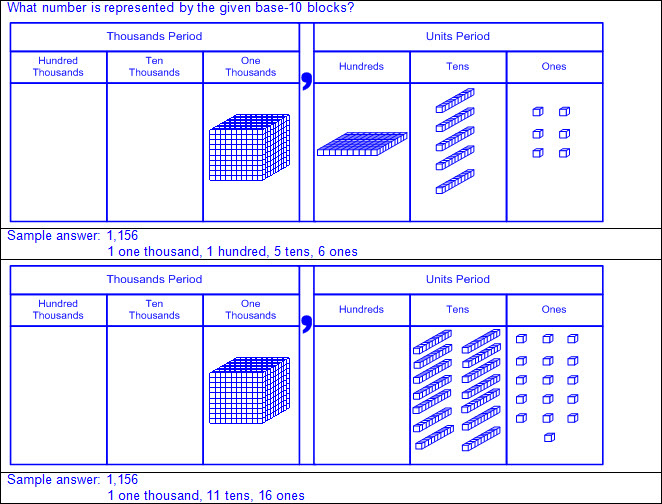 What number is represented by the given base-10 blocks?
Thousands Period , Units Period
Hundred Thousands Ten Thousands One Thousands Hundreds Tens Ones
Sample answer: 1,156
1 one thousand, 1 hundred, 5 tens, 6 ones
Thousands Period , Units Period
Hundred Thousands Ten Thousands One Thousands Hundreds Tens Ones
Sample answer: 1,156
1 one thousand, 11 tens, 16 ones